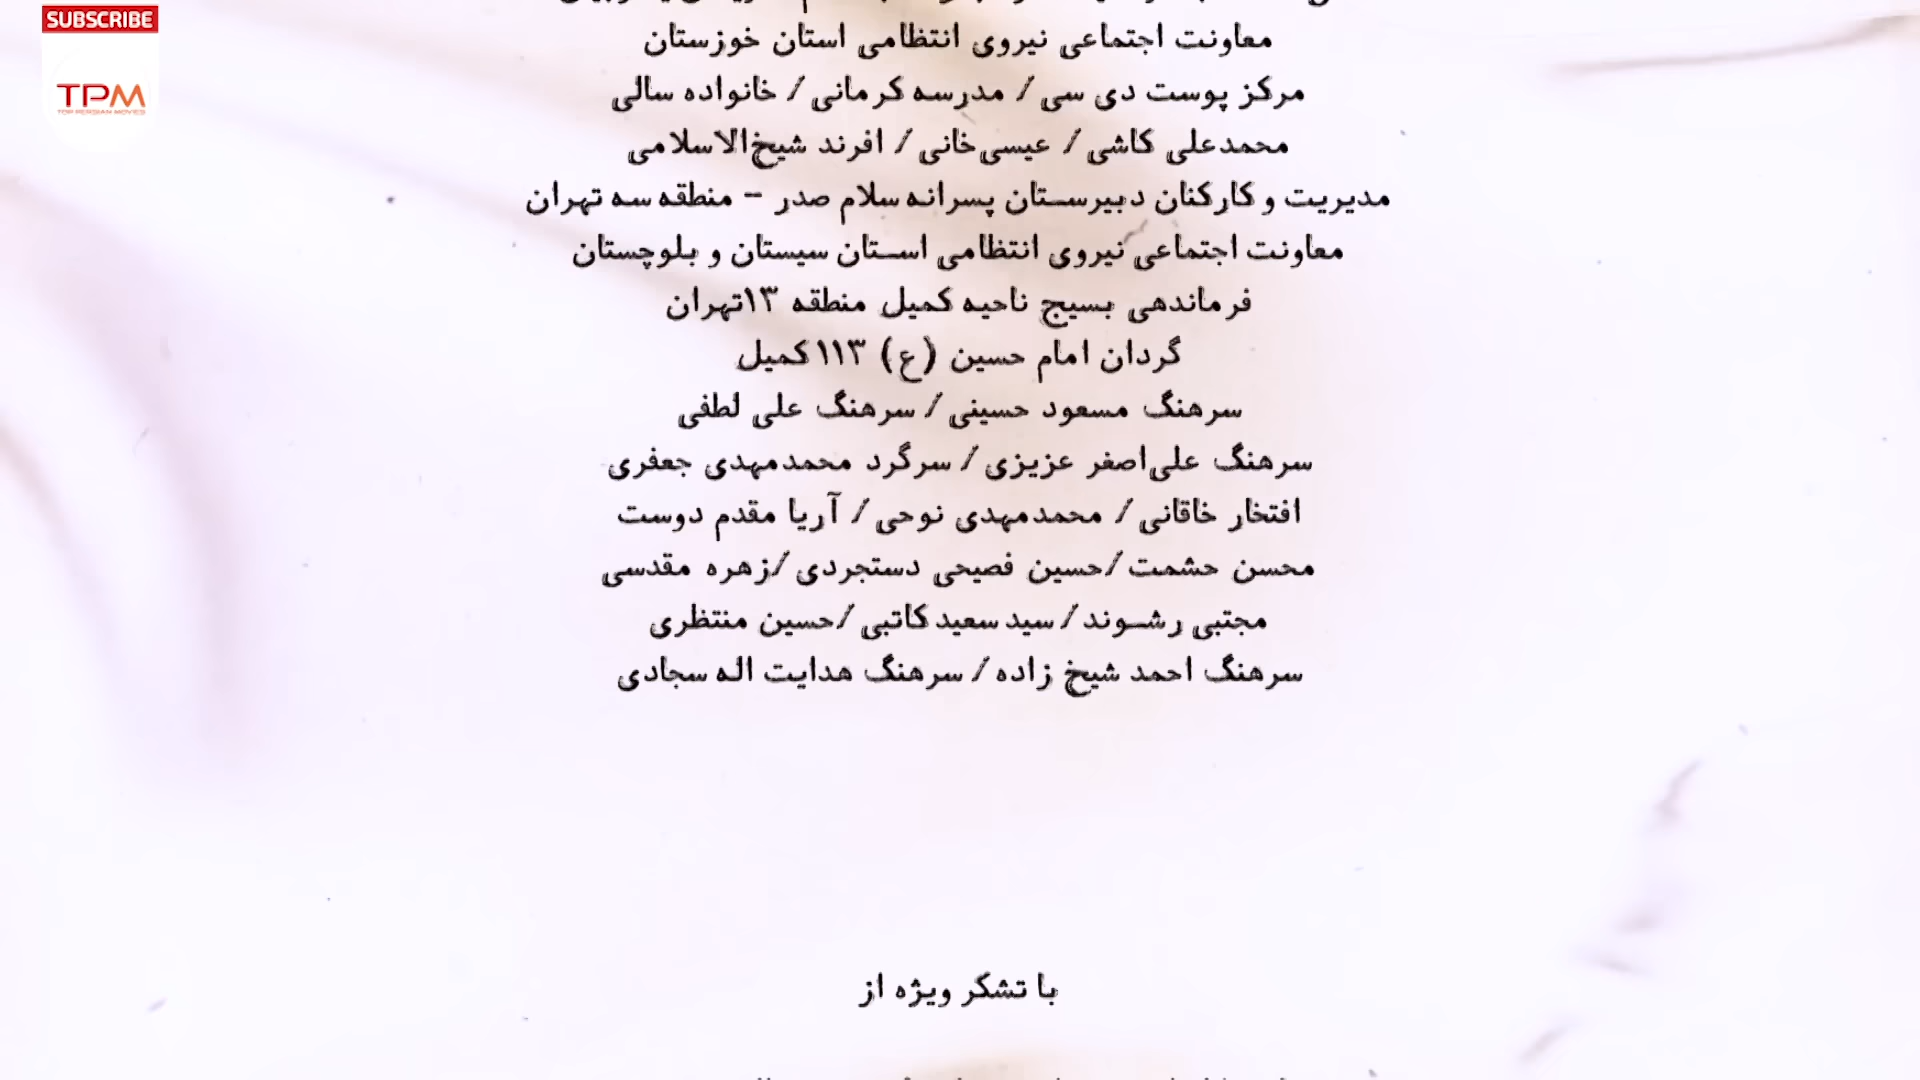 SUBSCRIBE
TPM
TOP PERSIAN MOVIES
معاونت اجتماعی نیروی انتظامی استان خوزستان
مرکز پوست دی سی / مدرسه کرمانی / خانواده سالی
محمدعلی کاشی / عیسی‌خانی / افرند شیخ‌الاسلامی
مدیریت و کارکنان دبیرستان پسرانه سلام صدر - منطقه سه تهران
معاونت اجتماعی نیروی انتظامی استان سیستان و بلوچستان
فرماندهی بسیج ناحیه کمیل منطقه ۱۳تهران
گردان امام حسین (ع) ۱۱۳کمیل
سرهنگ مسعود حسینی / سرهنگ علی لطفی
سرهنگ علی‌اصغر عزیزی / سرگرد محمدمهدی جعفری
افتخار خاقانی / محمدمهدی نوحی / آریا مقدم دوست
محسن حشمت /حسین فصیحی دستجردی /زهره مقدسی
مجتبی رشوند / سید سعید کاتبی /حسین منتظری
سرهنگ احمد شیخ زاده / سرهنگ هدایت اله سجادی
با تشکر ویژه از